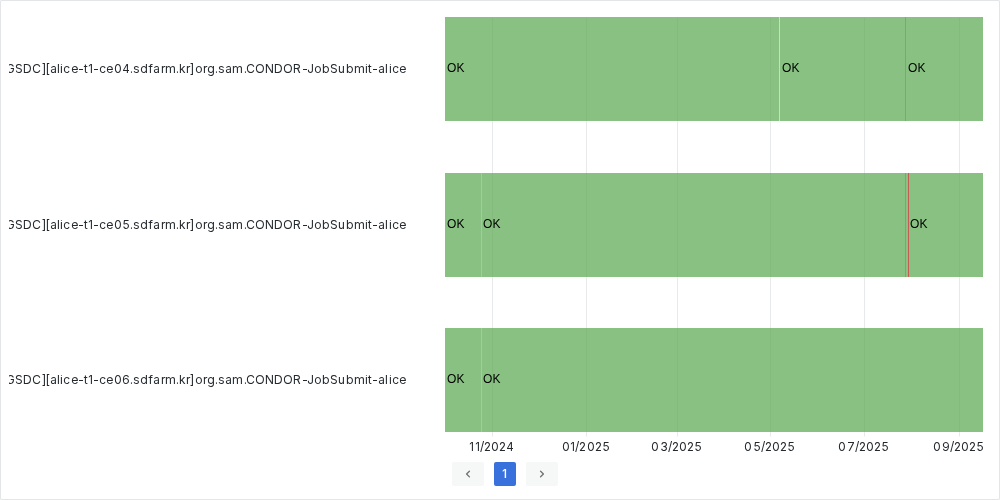 GSDC][alice-t1-ce04.sdfarm.kr]org.sam.CONDOR-JobSubmit-alice
OK OK OK
GSDC][alice-t1-ce05.sdfarm.kr]org.sam.CONDOR-JobSubmit-alice
OK OK OK
GSDC][alice-t1-ce06.sdfarm.kr]org.sam.CONDOR-JobSubmit-alice
OK OK
11/2024 01/2025 03/2025 05/2025 07/2025 09/2025
1